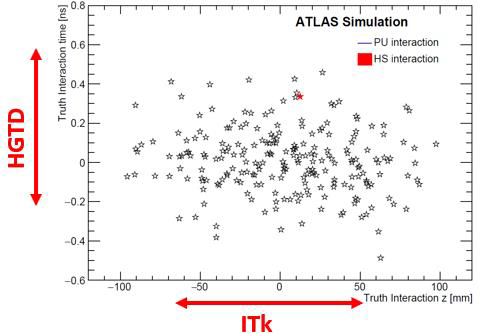 ATLAS Simulation
PU interaction
HS interaction
Truth Interaction time [ns]
0.8
0.6
0.4
0.2
0
−0.2
−0.4
−0.6
−100
−50
0
50
100
Truth Interaction z [mm]
HGTD
ITk